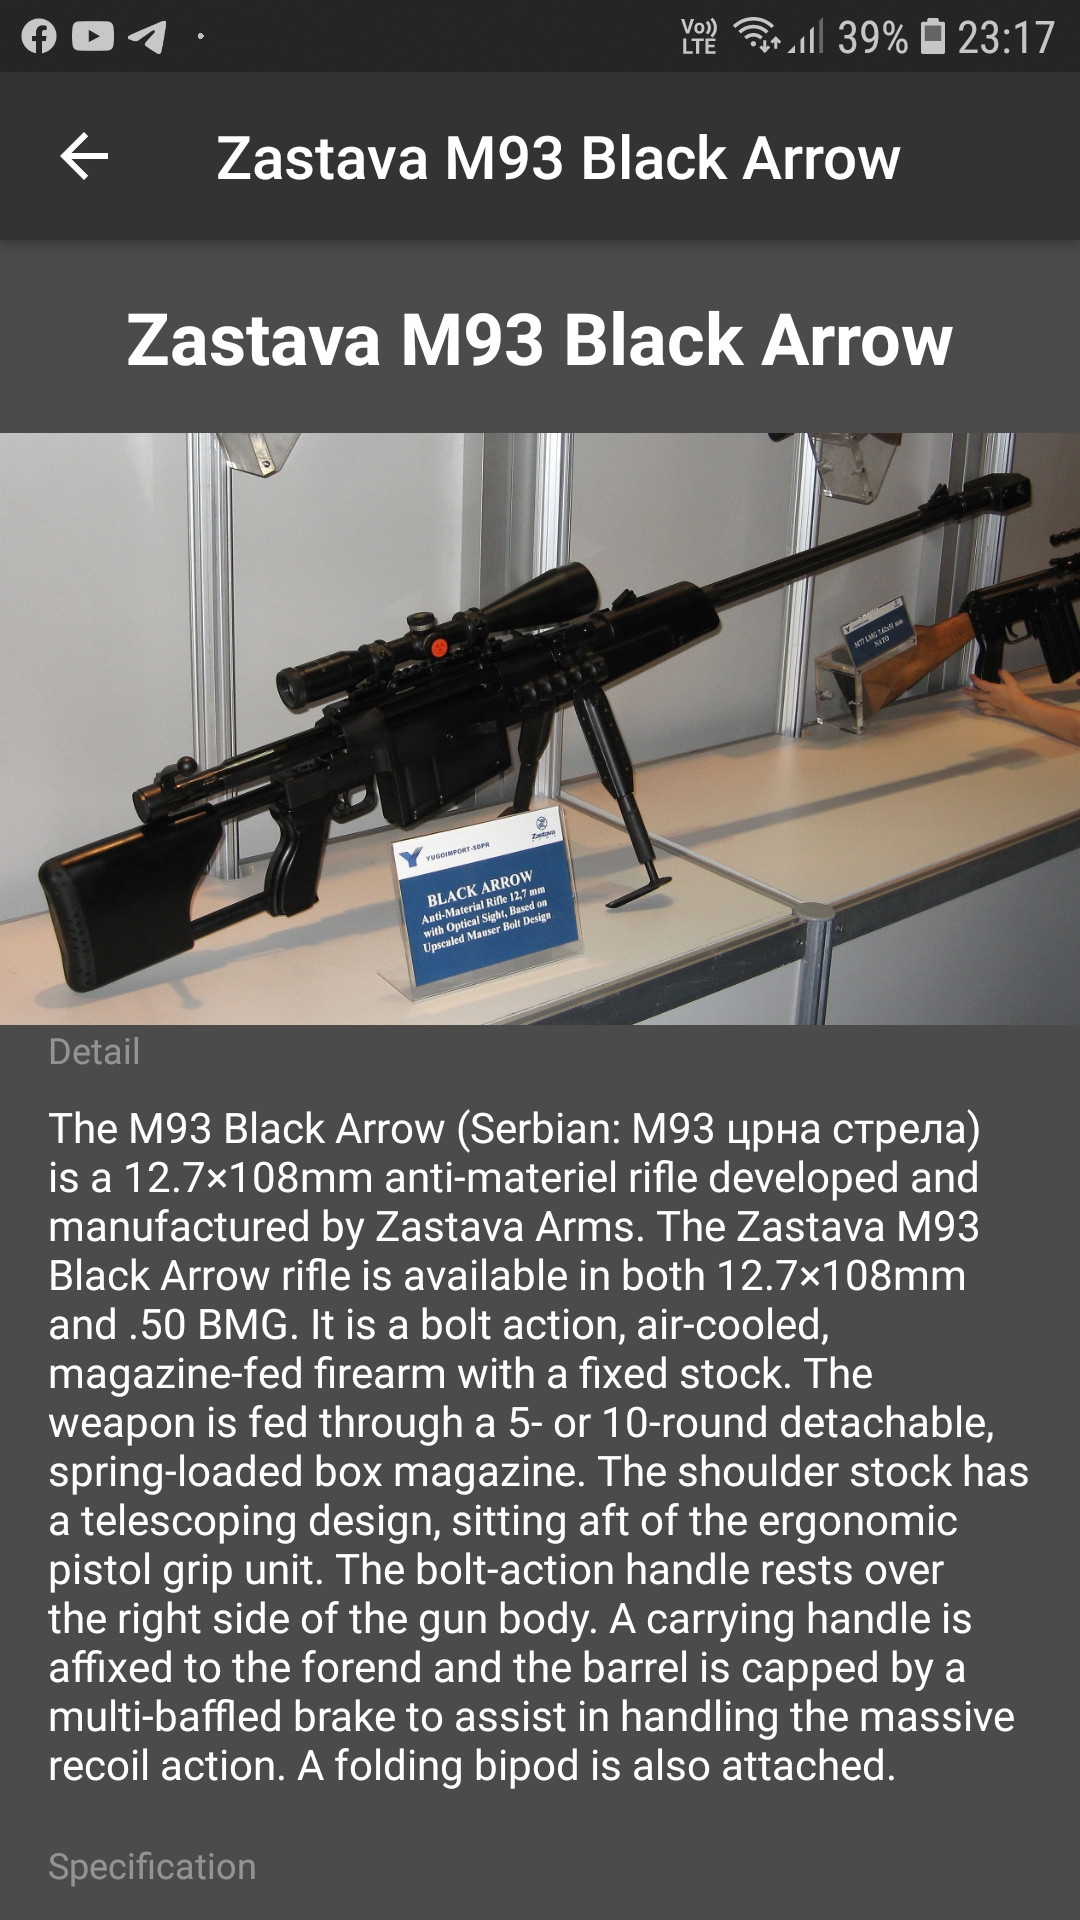 Vo)) LTE 39% 23:17
Zastava M93 Black Arrow
Zastava M93 Black Arrow
M77 LMG 7,62x51 mm
NATO
YUGOIMPORT-SDPR
Zastava
BLACK ARROW
Anti-Material Rifle 12,7 mm
with Optical Sight, Based on
Upscaled Mauser Bolt Design
Detail
The M93 Black Arrow (Serbian: М93 црна стрела)
is a 12.7×108mm anti-materiel rifle developed and
manufactured by Zastava Arms. The Zastava M93
Black Arrow rifle is available in both 12.7×108mm
and .50 BMG. It is a bolt action, air-cooled,
magazine-fed firearm with a fixed stock. The
weapon is fed through a 5- or 10-round detachable,
spring-loaded box magazine. The shoulder stock has
a telescoping design, sitting aft of the ergonomic
pistol grip unit. The bolt-action handle rests over
the right side of the gun body. A carrying handle is
affixed to the forend and the barrel is capped by a
multi-baffled brake to assist in handling the massive
recoil action. A folding bipod is also attached.
Specification